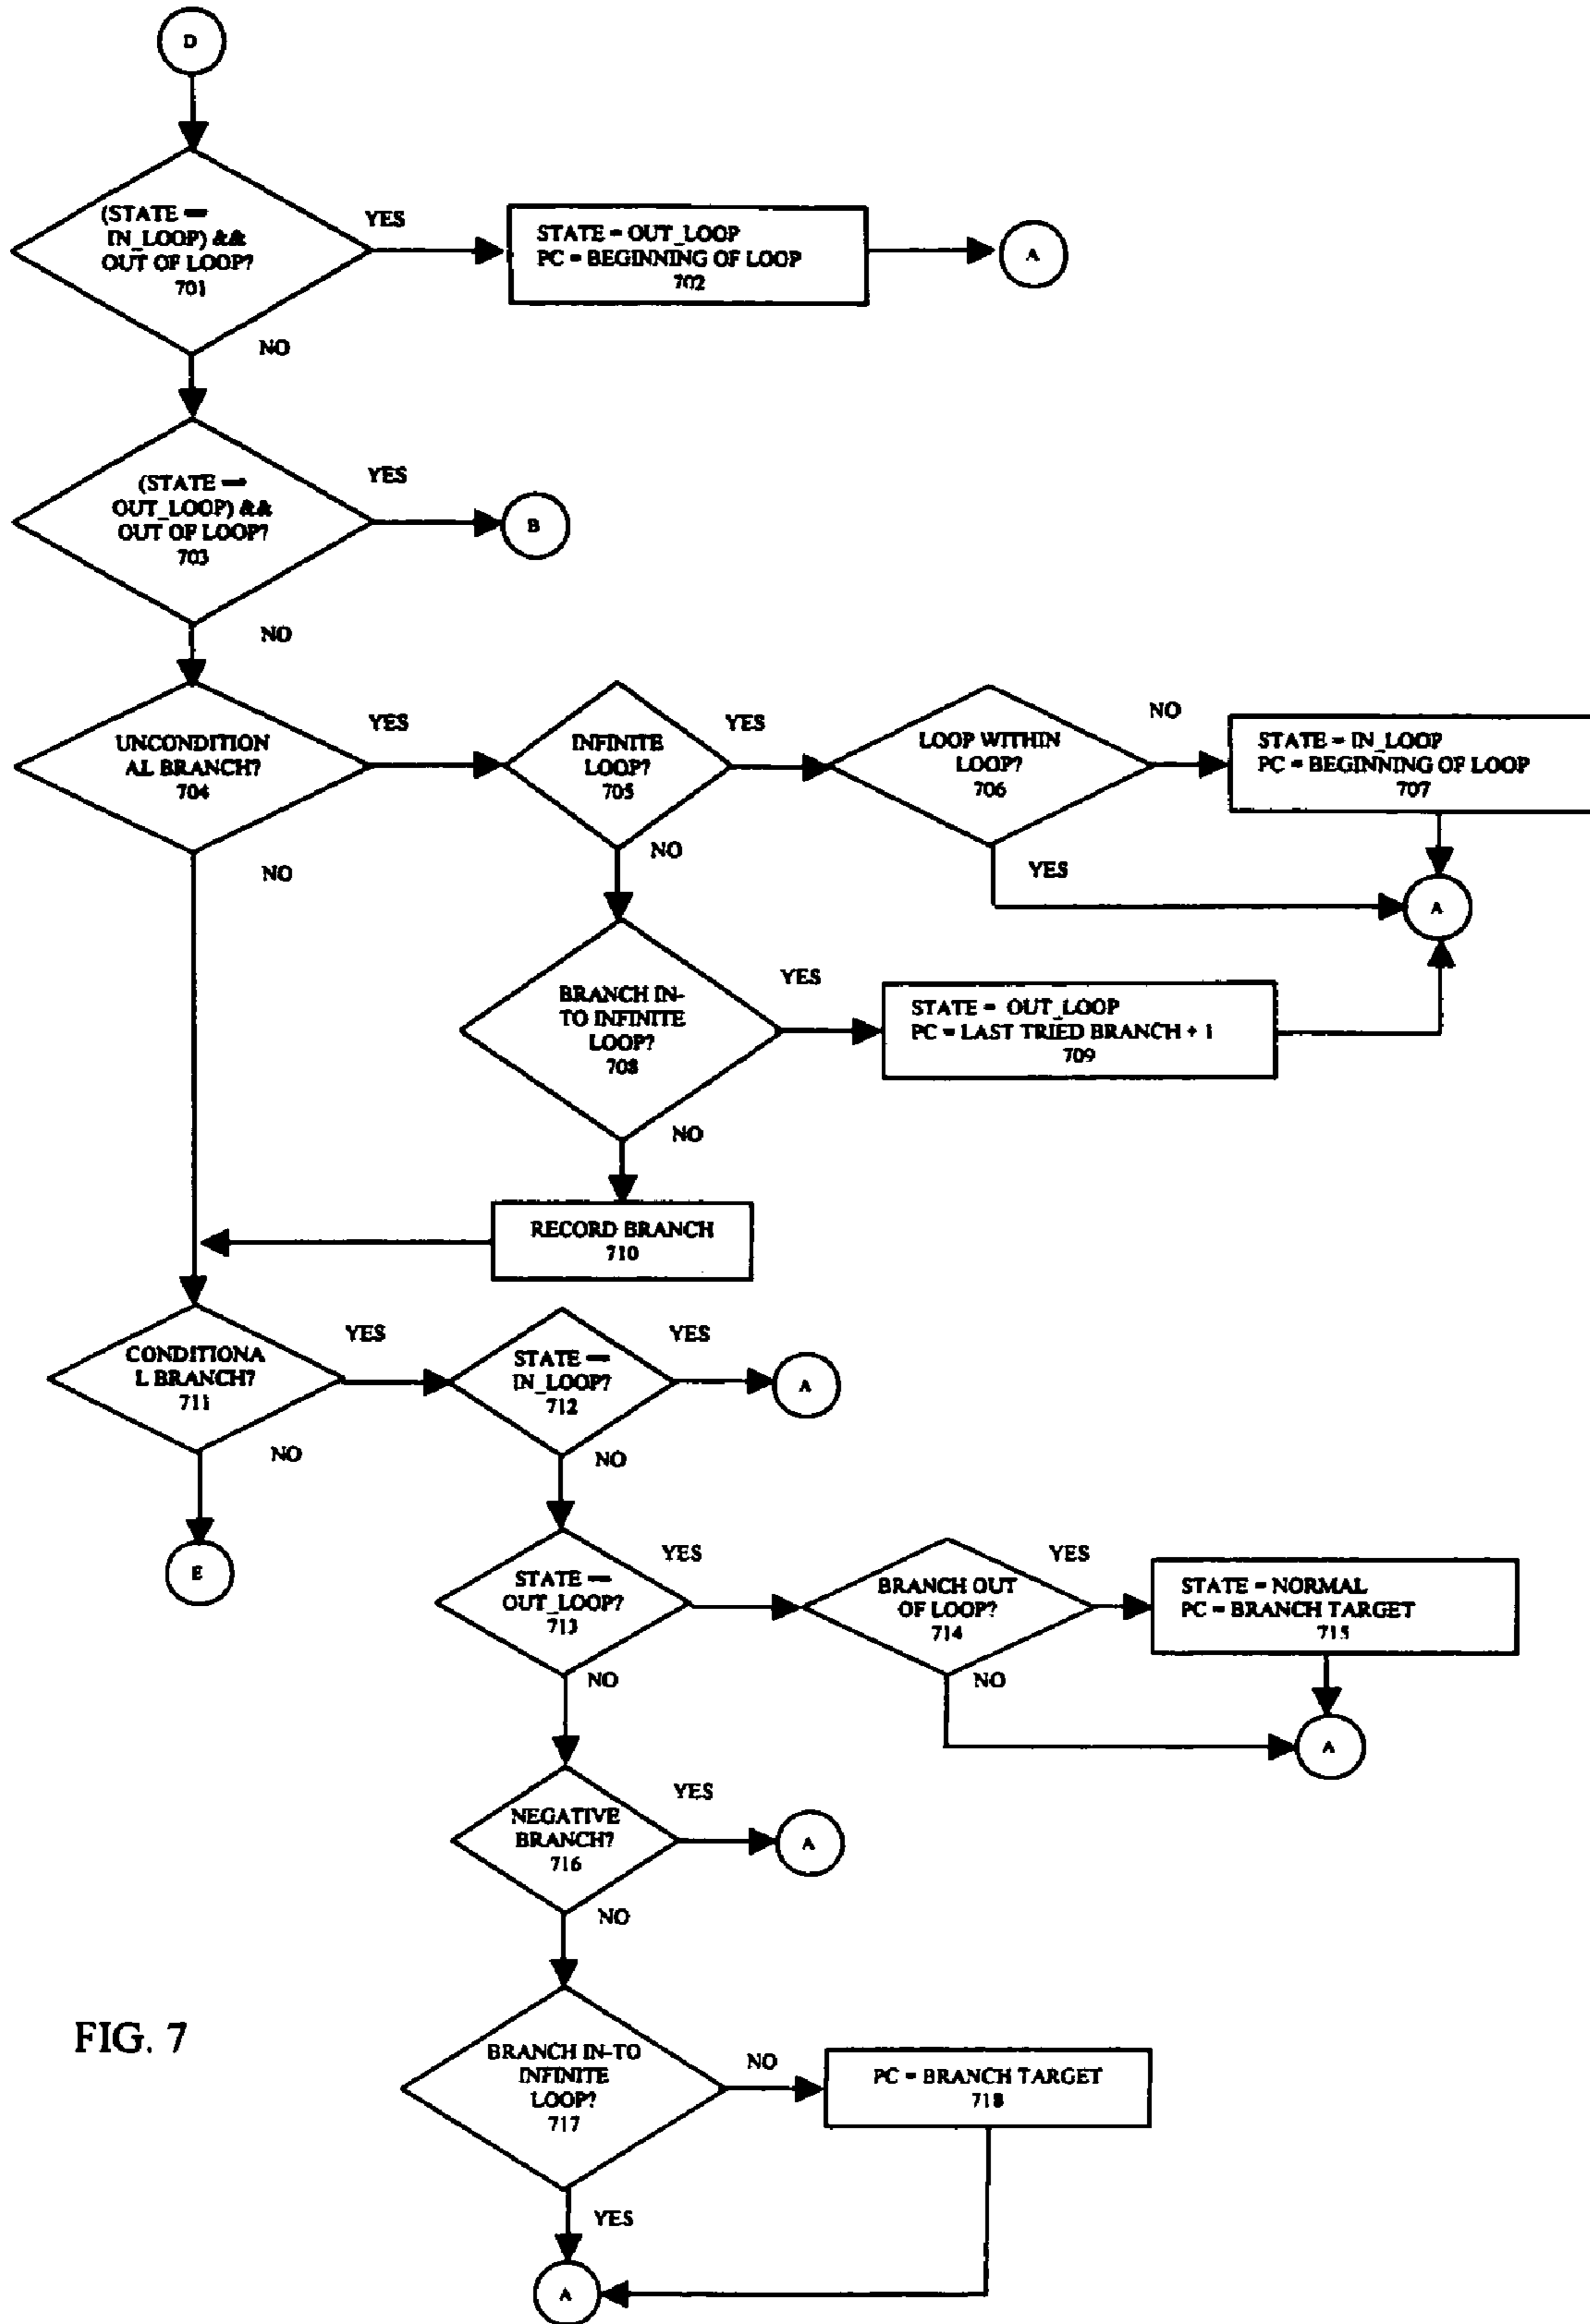 D
(STATE ==
IN_LOOP) &&
OUT OF LOOP?
701
YES
STATE = OUT_LOOP
PC = BEGINNING OF LOOP
702
A
NO
(STATE ==
OUT_LOOP) &&
OUT OF LOOP?
703
YES
B
NO
UNCONDITION
AL BRANCH?
704
YES
INFINITE
LOOP?
705
YES
LOOP WITHIN
LOOP?
706
NO
STATE = IN_LOOP
PC = BEGINNING OF LOOP
707
NO
NO
YES
A
BRANCH IN-
TO INFINITE
LOOP?
708
YES
STATE = OUT_LOOP
PC = LAST TRIED BRANCH + 1
709
NO
RECORD BRANCH
710
CONDITIONA
L BRANCH?
711
YES
STATE ==
IN_LOOP?
712
YES
A
NO
NO
E
STATE ==
OUT_LOOP?
713
YES
BRANCH OUT
OF LOOP?
714
YES
STATE = NORMAL
PC = BRANCH TARGET
715
NO
NO
A
NEGATIVE
BRANCH?
716
YES
A
NO
FIG. 7
BRANCH IN-TO
INFINITE
LOOP?
717
NO
PC = BRANCH TARGET
718
YES
A